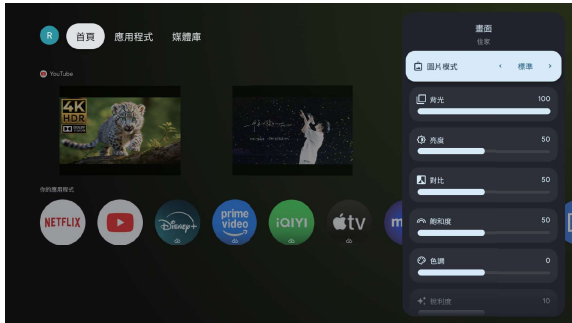 R 首頁 應用程式 媒體庫
YouTube
4K
HDR
你的應用程式
NETFLIX
Disney+
prime video
iQIYI
tv
m
畫面
住家
圖片模式 標準
背光 100
亮度 50
對比 50
飽和度 50
色調 0
銳利度 10